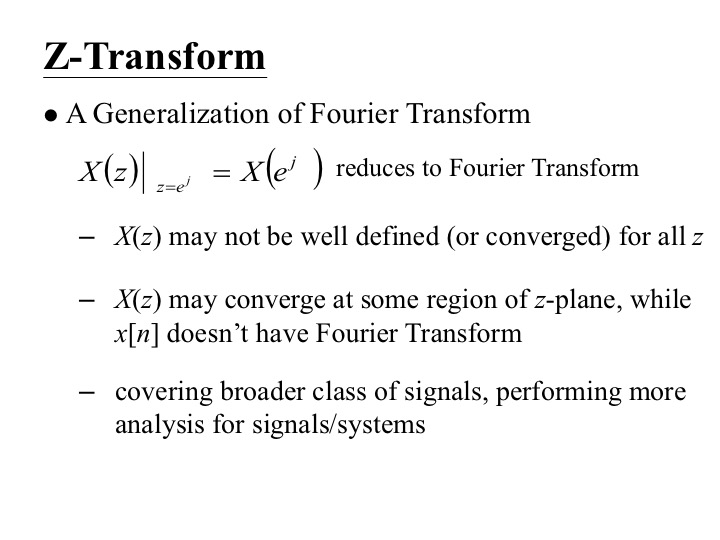 Z-Transform
● A Generalization of Fourier Transform
X(z)| z=e^j = X(e^j ) reduces to Fourier Transform
– X(z) may not be well defined (or converged) for all z
– X(z) may converge at some region of z-plane, while
x[n] doesn’t have Fourier Transform
– covering broader class of signals, performing more
analysis for signals/systems